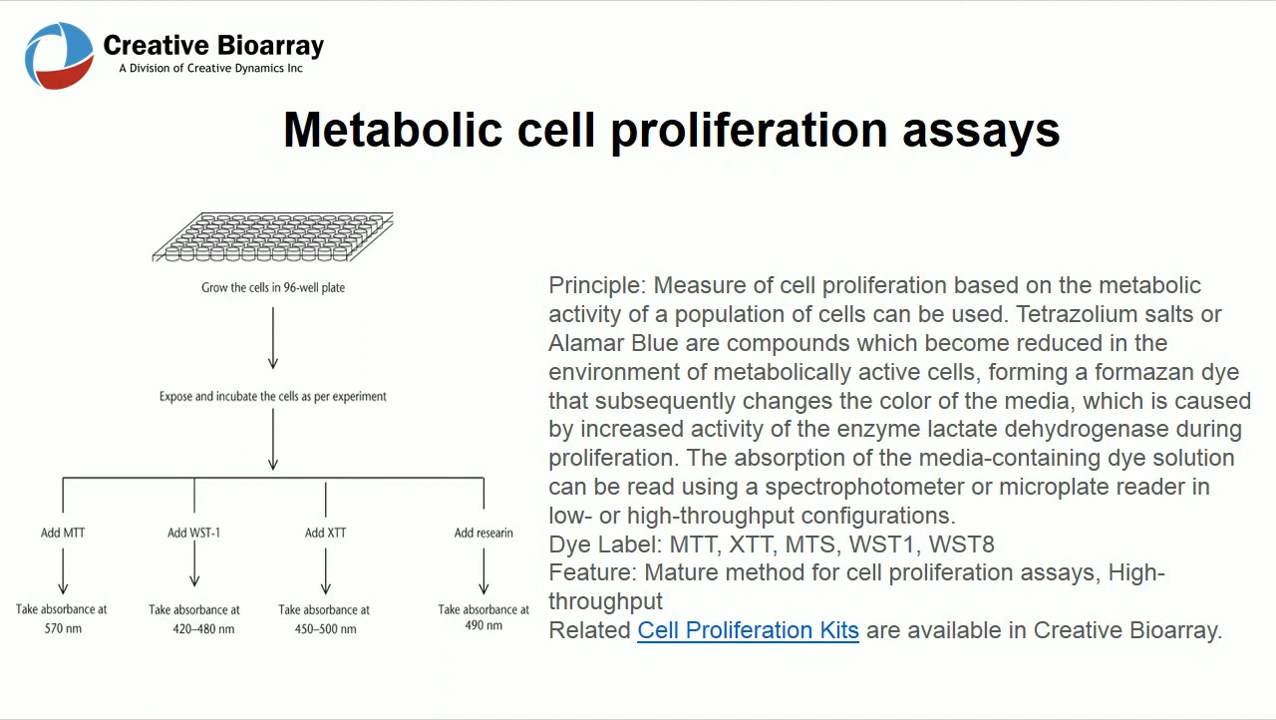 Creative Bioarray
A Division of Creative Dynamics Inc
Metabolic cell proliferation assays
Grow the cells in 96-well plate
Expose and incubate the cells as per experiment
Add MTT
Add WST-1
Add XTT
Add researin
Take absorbance at
570 nm
Take absorbance at
420–480 nm
Take absorbance at
450–500 nm
Take absorbance at
490 nm
Principle: Measure of cell proliferation based on the metabolic
activity of a population of cells can be used. Tetrazolium salts or
Alamar Blue are compounds which become reduced in the
environment of metabolically active cells, forming a formazan dye
that subsequently changes the color of the media, which is caused
by increased activity of the enzyme lactate dehydrogenase during
proliferation. The absorption of the media-containing dye solution
can be read using a spectrophotometer or microplate reader in
low- or high-throughput configurations.
Dye Label: MTT, XTT, MTS, WST1, WST8
Feature: Mature method for cell proliferation assays, High-
throughput
Related Cell Proliferation Kits are available in Creative Bioarray.